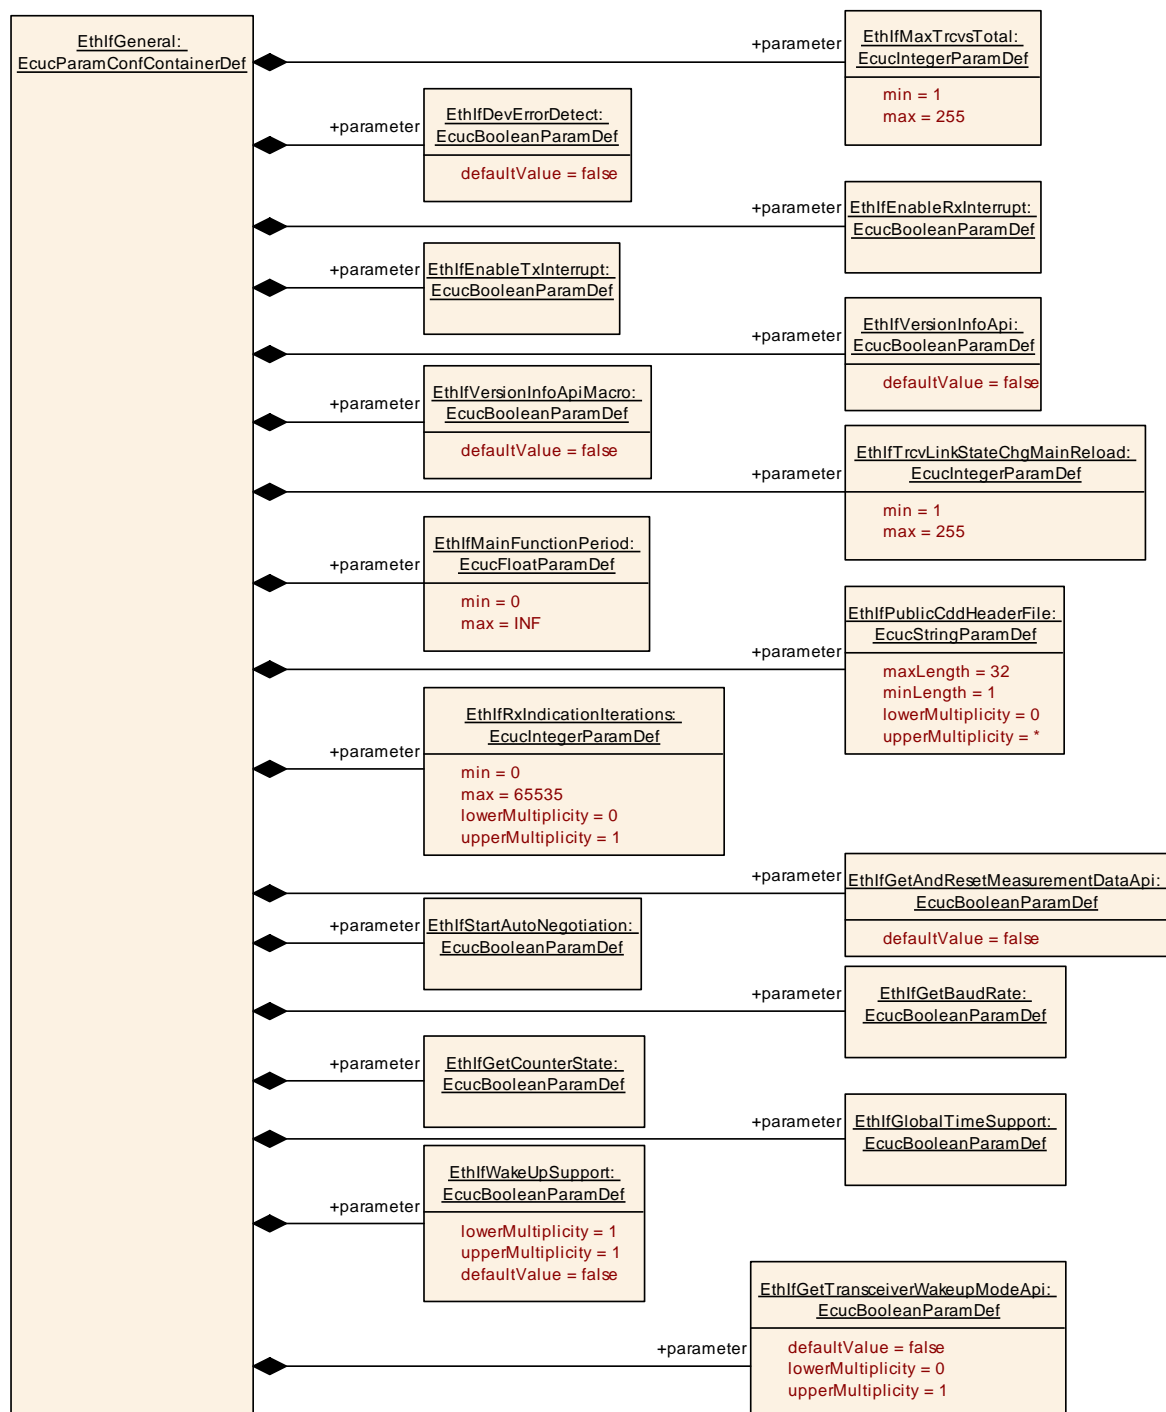 EthIfGeneral:
EcucParamConfContainerDef
+parameter
EthIfMaxTrcvsTotal:
EcucIntegerParamDef
min = 1
max = 255
+parameter
EthIfDevErrorDetect:
EcucBooleanParamDef
defaultValue = false
+parameter
EthIfEnableRxInterrupt:
EcucBooleanParamDef
+parameter
EthIfEnableTxInterrupt:
EcucBooleanParamDef
+parameter
EthIfVersionInfoApi:
EcucBooleanParamDef
defaultValue = false
+parameter
EthIfVersionInfoApiMacro:
EcucBooleanParamDef
defaultValue = false
+parameter
EthIfTrcvLinkStateChgMainReload:
EcucIntegerParamDef
min = 1
max = 255
+parameter
EthIfMainFunctionPeriod:
EcucFloatParamDef
min = 0
max = INF
+parameter
EthIfPublicCddHeaderFile:
EcucStringParamDef
maxLength = 32
minLength = 1
lowerMultiplicity = 0
upperMultiplicity = *
+parameter
EthIfRxIndicationIterations:
EcucIntegerParamDef
min = 0
max = 65535
lowerMultiplicity = 0
upperMultiplicity = 1
+parameter
EthIfGetAndResetMeasurementDataApi:
EcucBooleanParamDef
defaultValue = false
+parameter
EthIfStartAutoNegotiation:
EcucBooleanParamDef
+parameter
EthIfGetBaudRate:
EcucBooleanParamDef
+parameter
EthIfGetCounterState:
EcucBooleanParamDef
+parameter
EthIfGlobalTimeSupport:
EcucBooleanParamDef
+parameter
EthIfWakeUpSupport:
EcucBooleanParamDef
lowerMultiplicity = 1
upperMultiplicity = 1
defaultValue = false
+parameter
EthIfGetTransceiverWakeupModeApi:
EcucBooleanParamDef
defaultValue = false
lowerMultiplicity = 0
upperMultiplicity = 1